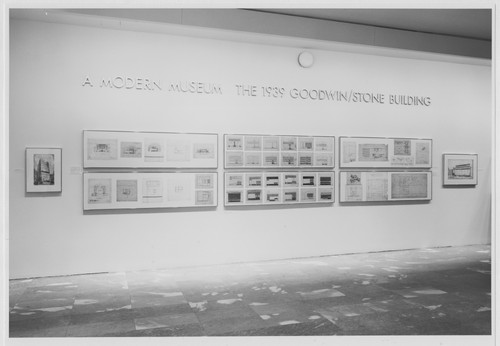 A MODERN MUSEUM THE 1939 GOODWIN/STONE BUILDING